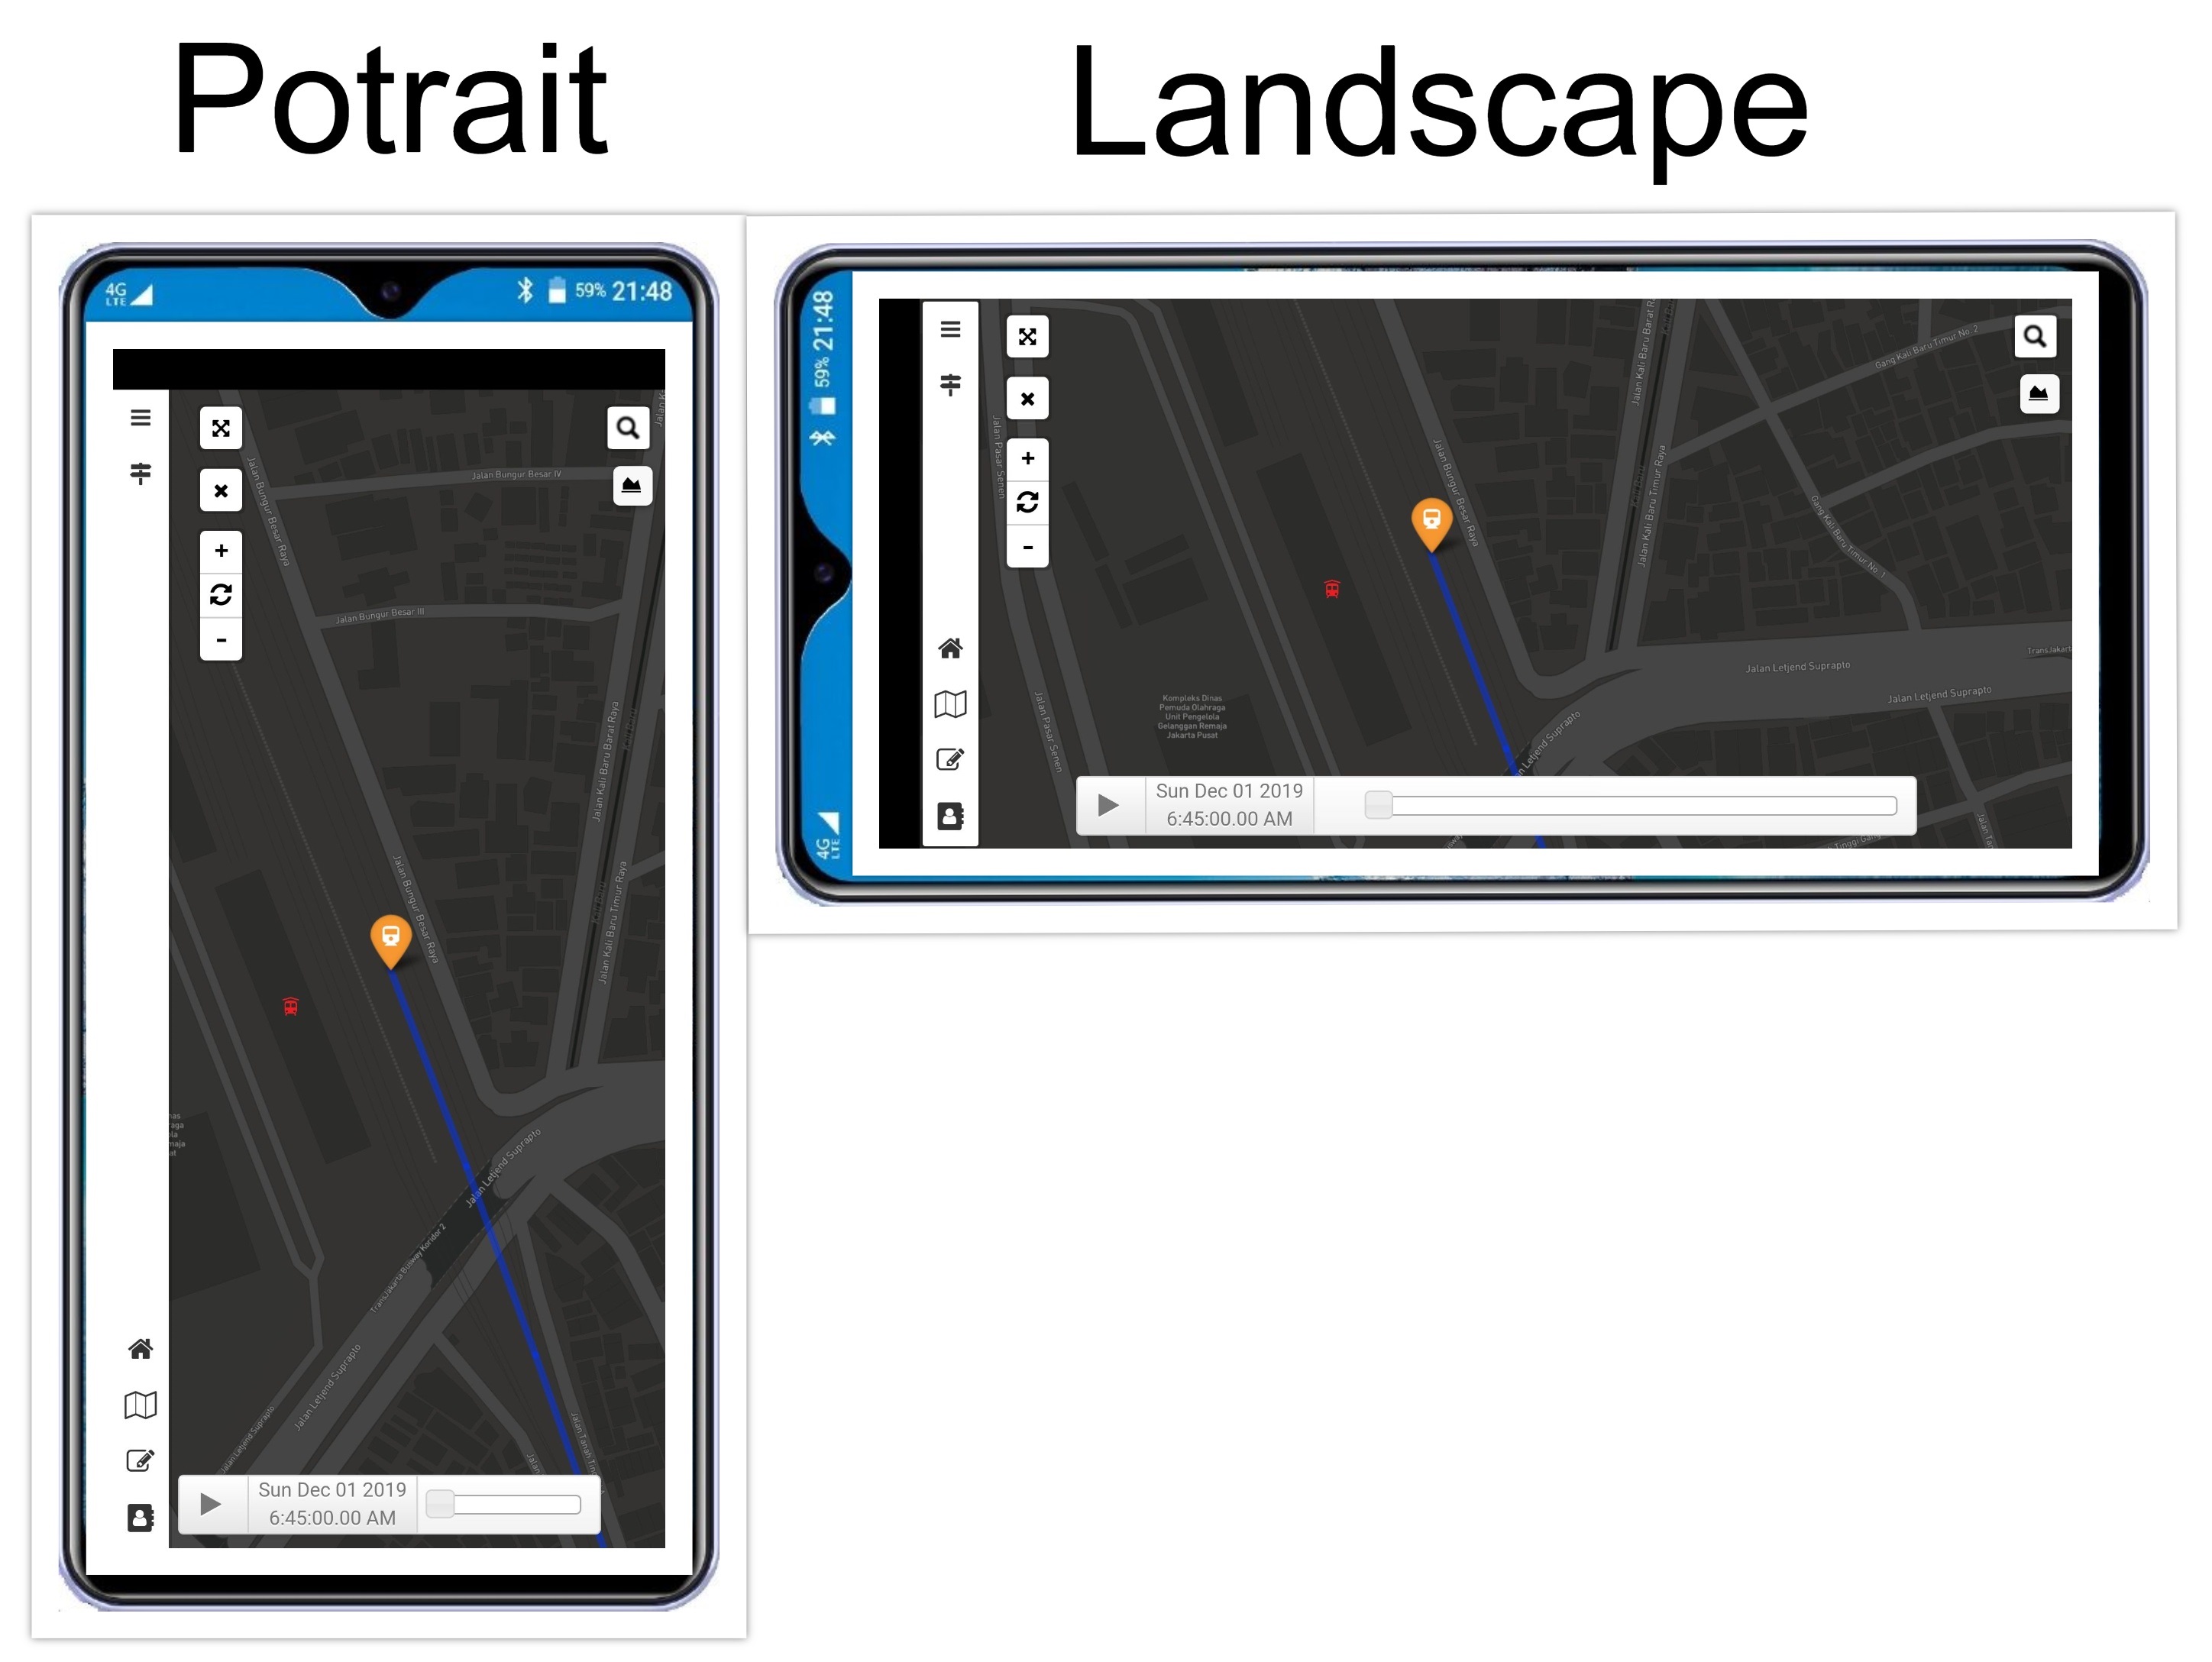 Potrait
Landscape
4G
LTE
59% 21:48
Jalan Bungur Besar IV
Jalan Bungur Besar Raya
Jalan Bungur Besar III
Jalan Kali Baru Barat Raya
Jalan Bungur Besar Raya
Jalan Kali Baru Timur Raya
Jalan Letjend Suprapto
TransJakarta Busway Koridor 2
Jalan Letjend Suprapto
Jalan Letjend Suprapto
Sun Dec 01 2019
6:45:00.00 AM
59% 21:48
4G
LTE
Gang Kali Baru Timur No. 2
Jalan Kali Baru Barat R
Jalan Pasar Senen
Jalan Bungur Besar Raya
Jalan Kali Baru Timur Raya
Gang Kali Baru Timur No. 1
TransJakart
Jalan Letjend Suprapto
Jalan Letjend Suprapto
Kompleks Dinas
Pemuda Olahraga
Unit Pengelola
Gelanggan Remaja
Jakarta Pusat
Jalan Pasar Senen
Letjend Suprapto
Sun Dec 01 2019
6:45:00.00 AM